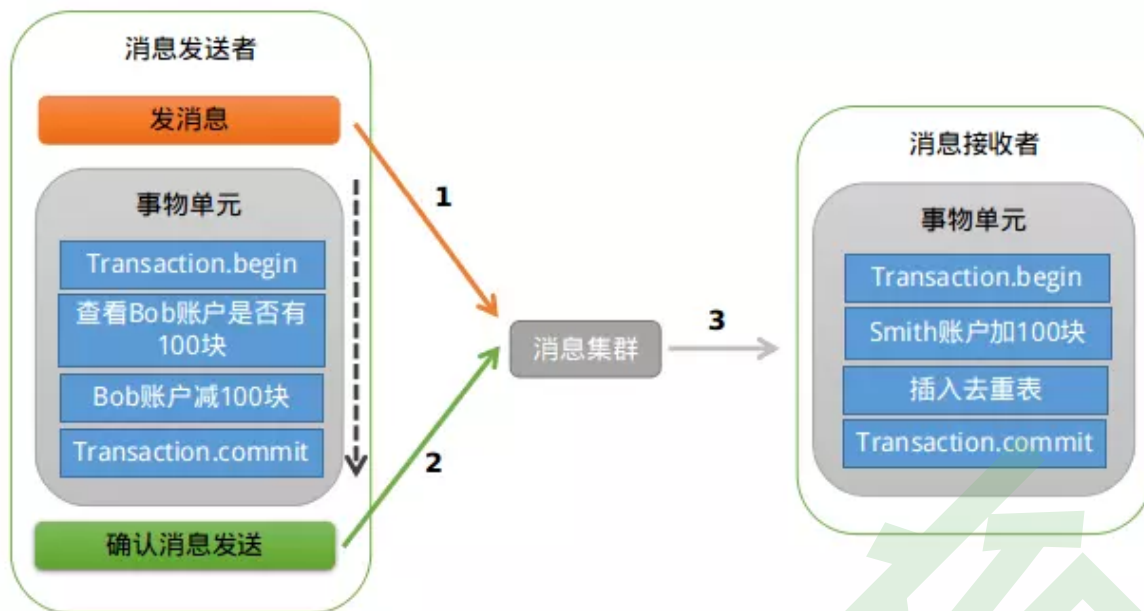 消息发送者
发消息
事物单元
Transaction.begin
查看Bob账户是否有
100块
Bob账户减100块
Transaction.commit
确认消息发送
1
2
消息集群
3
消息接收者
事物单元
Transaction.begin
Smith账户加100块
插入去重表
Transaction.commit